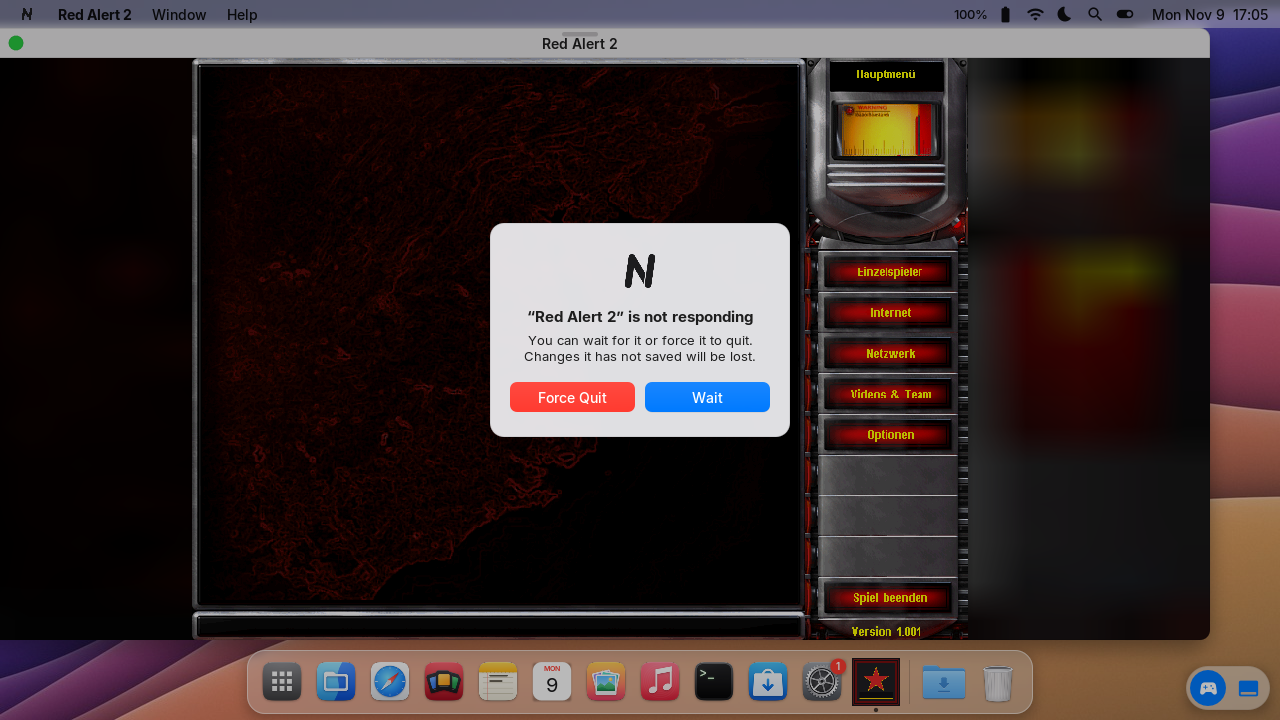 Red Alert 2 Window Help
100% Mon Nov 9 17:05
Red Alert 2
Hauptmenü
WARNING
Einzelspieler
Internet
Netzwerk
Videos & Team
Optionen
Spiel beenden
Version 1.001
“Red Alert 2” is not responding
You can wait for it or force it to quit.
Changes it has not saved will be lost.
Force Quit Wait
MON
9
>_
1